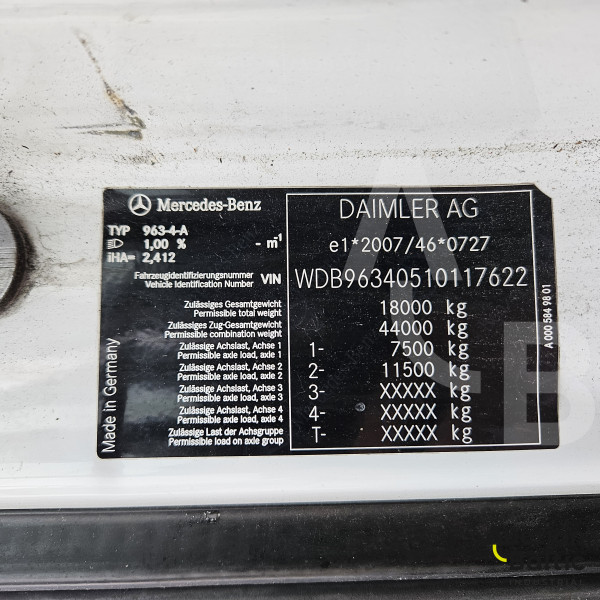 Mercedes-Benz
TYP 963-4-A
1,00 % - m⁻¹
iHA= 2,412
Fahrzeugidentifizierungsnummer
Vehicle Identification Number VIN
Zulässiges Gesamtgewicht
Permissible total weight
Zulässiges Zug-Gesamtgewicht
Permissible combination weight
Zulässige Achslast, Achse 1
Permissible axle load, axle 1
Zulässige Achslast, Achse 2
Permissible axle load, axle 2
Zulässige Achslast, Achse 3
Permissible axle load, axle 3
Zulässige Achslast, Achse 4
Permissible axle load, axle 4
Zulässige Last der Achsgruppe
Permissible load on axle group
Made in Germany
DAIMLER AG
e1*2007/46*0727
WDB96340510117622
18000 kg
44000 kg
1- 7500 kg
2- 11500 kg
3- XXXXX kg
4- XXXXX kg
T- XXXXX kg
A 000 584 98 01